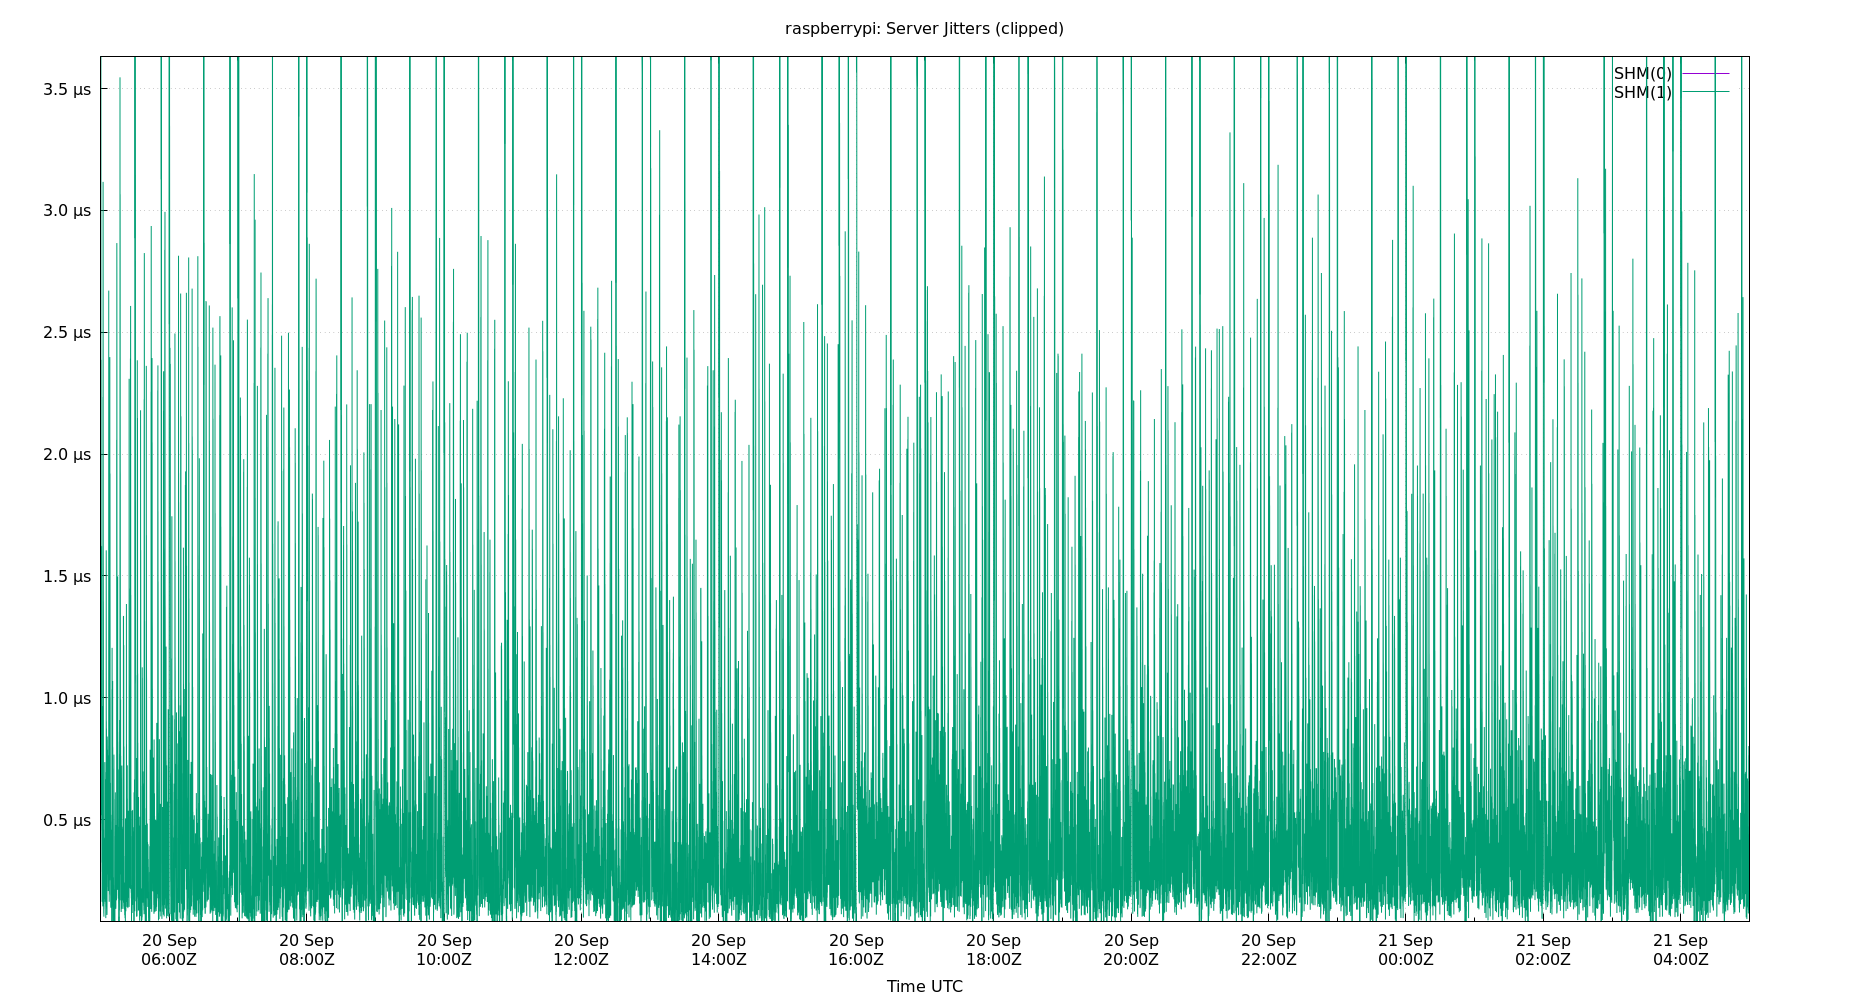 raspberrypi: Server Jitters (clipped)
SHM(0)
SHM(1)
3.5 µs
3.0 µs
2.5 µs
2.0 µs
1.5 µs
1.0 µs
0.5 µs
20 Sep 20 Sep 20 Sep 20 Sep 20 Sep 20 Sep 20 Sep 20 Sep 20 Sep 21 Sep 21 Sep 21 Sep
06:00Z 08:00Z 10:00Z 12:00Z 14:00Z 16:00Z 18:00Z 20:00Z 22:00Z 00:00Z 02:00Z 04:00Z
Time UTC